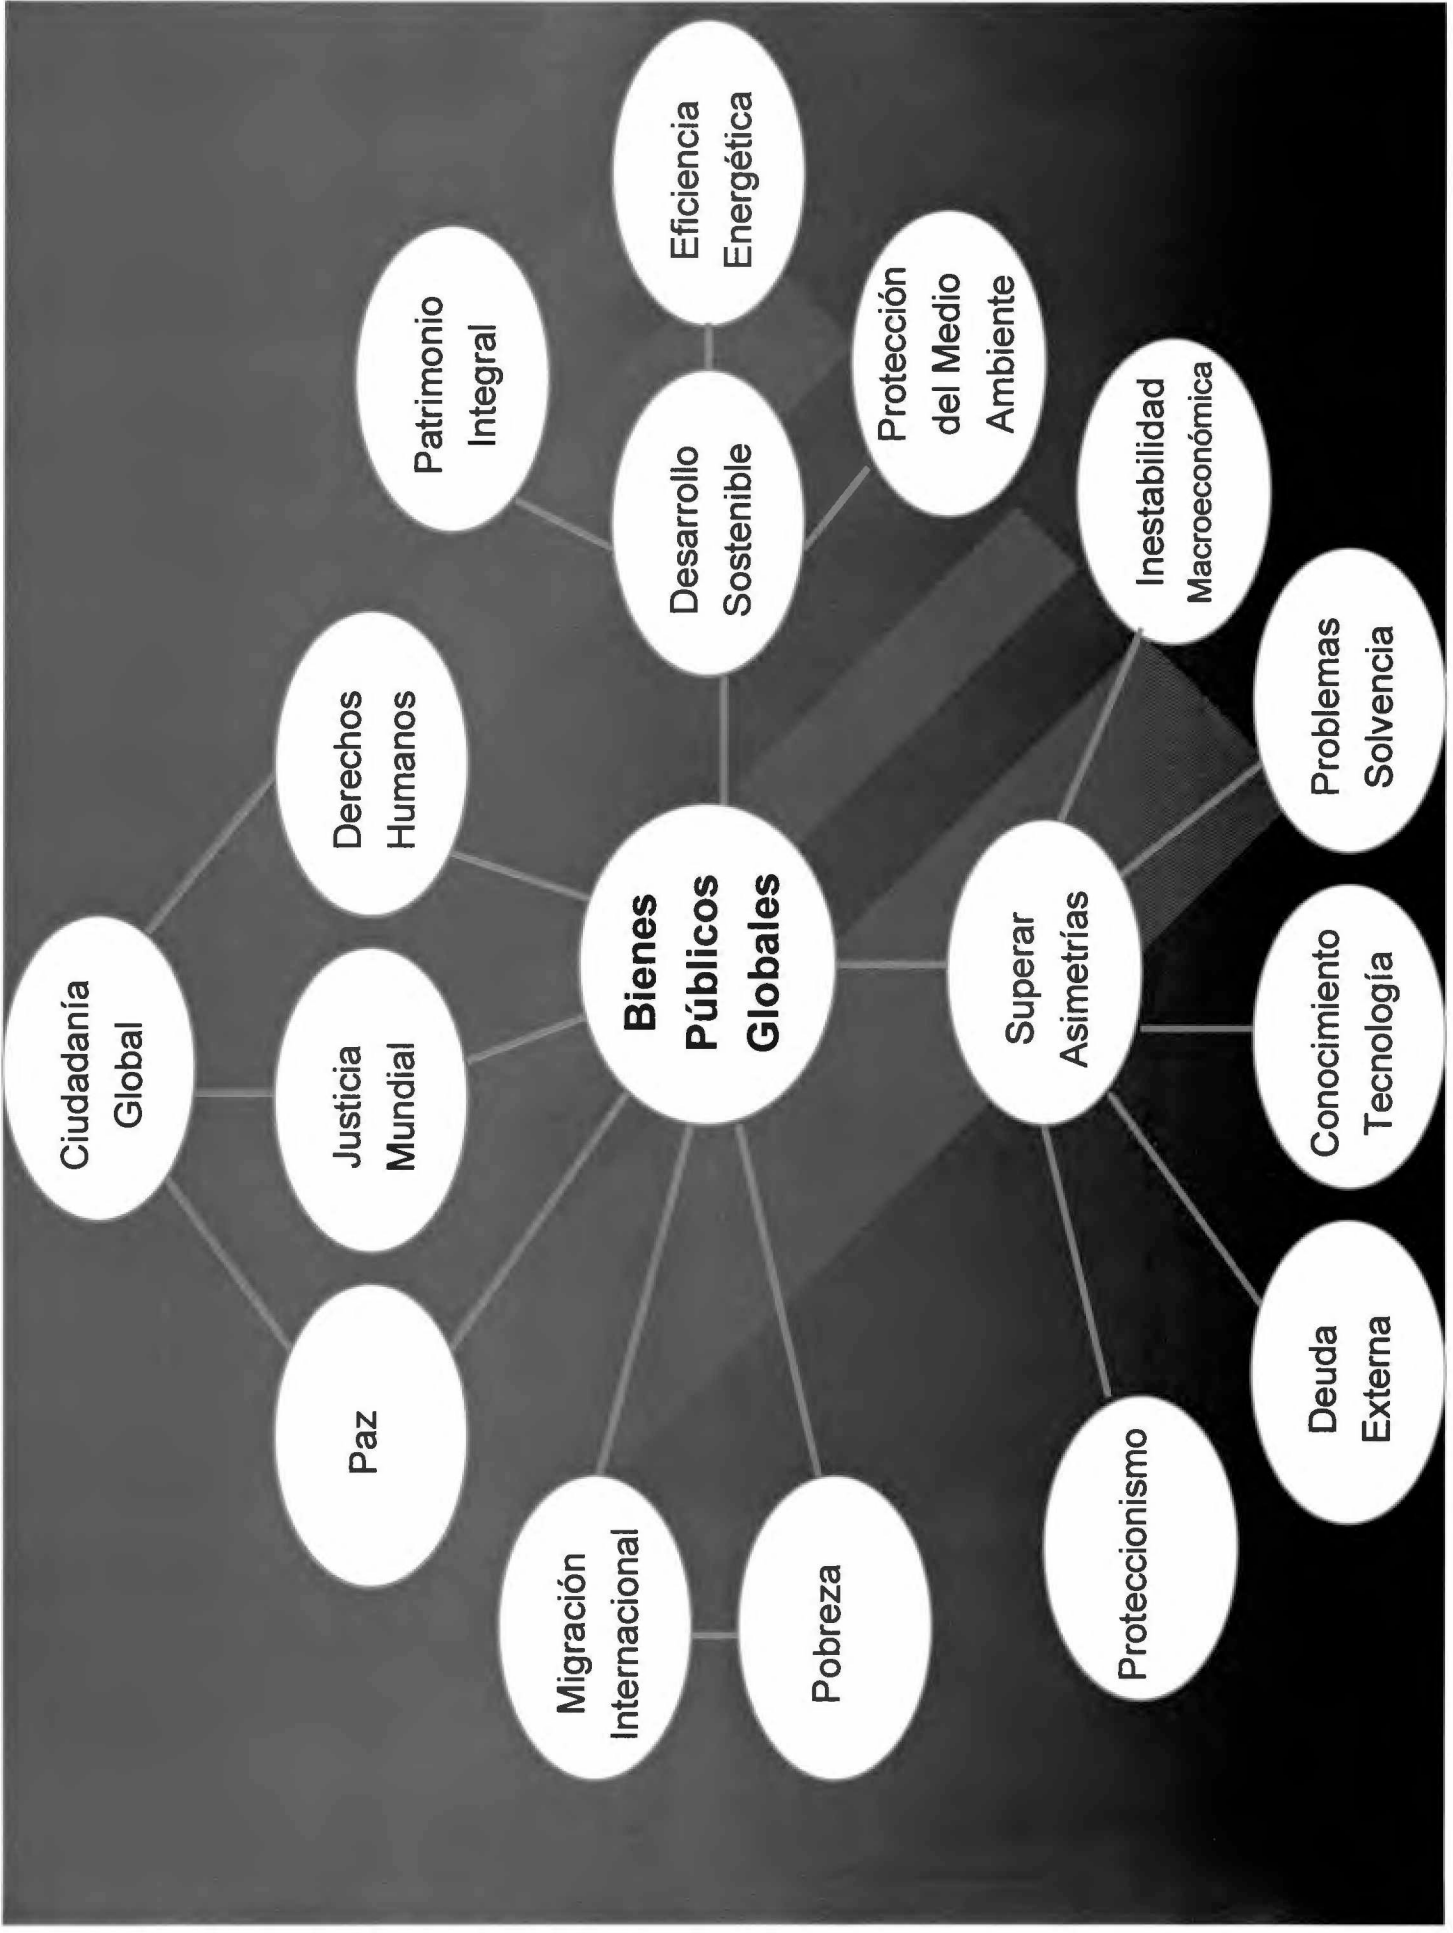 Ciudadanía
Global
Paz
Justicia
Mundial
Derechos
Humanos
Patrimonio
Integral
Migración
Internacional
Bienes
Públicos
Globales
Desarrollo
Sostenible
Eficiencia
Energética
Pobreza
Protección
del Medio
Ambiente
Superar
Asimetrías
Proteccionismo
Inestabilidad
Macroeconómica
Deuda
Externa
Conocimiento
Tecnología
Problemas
Solvencia